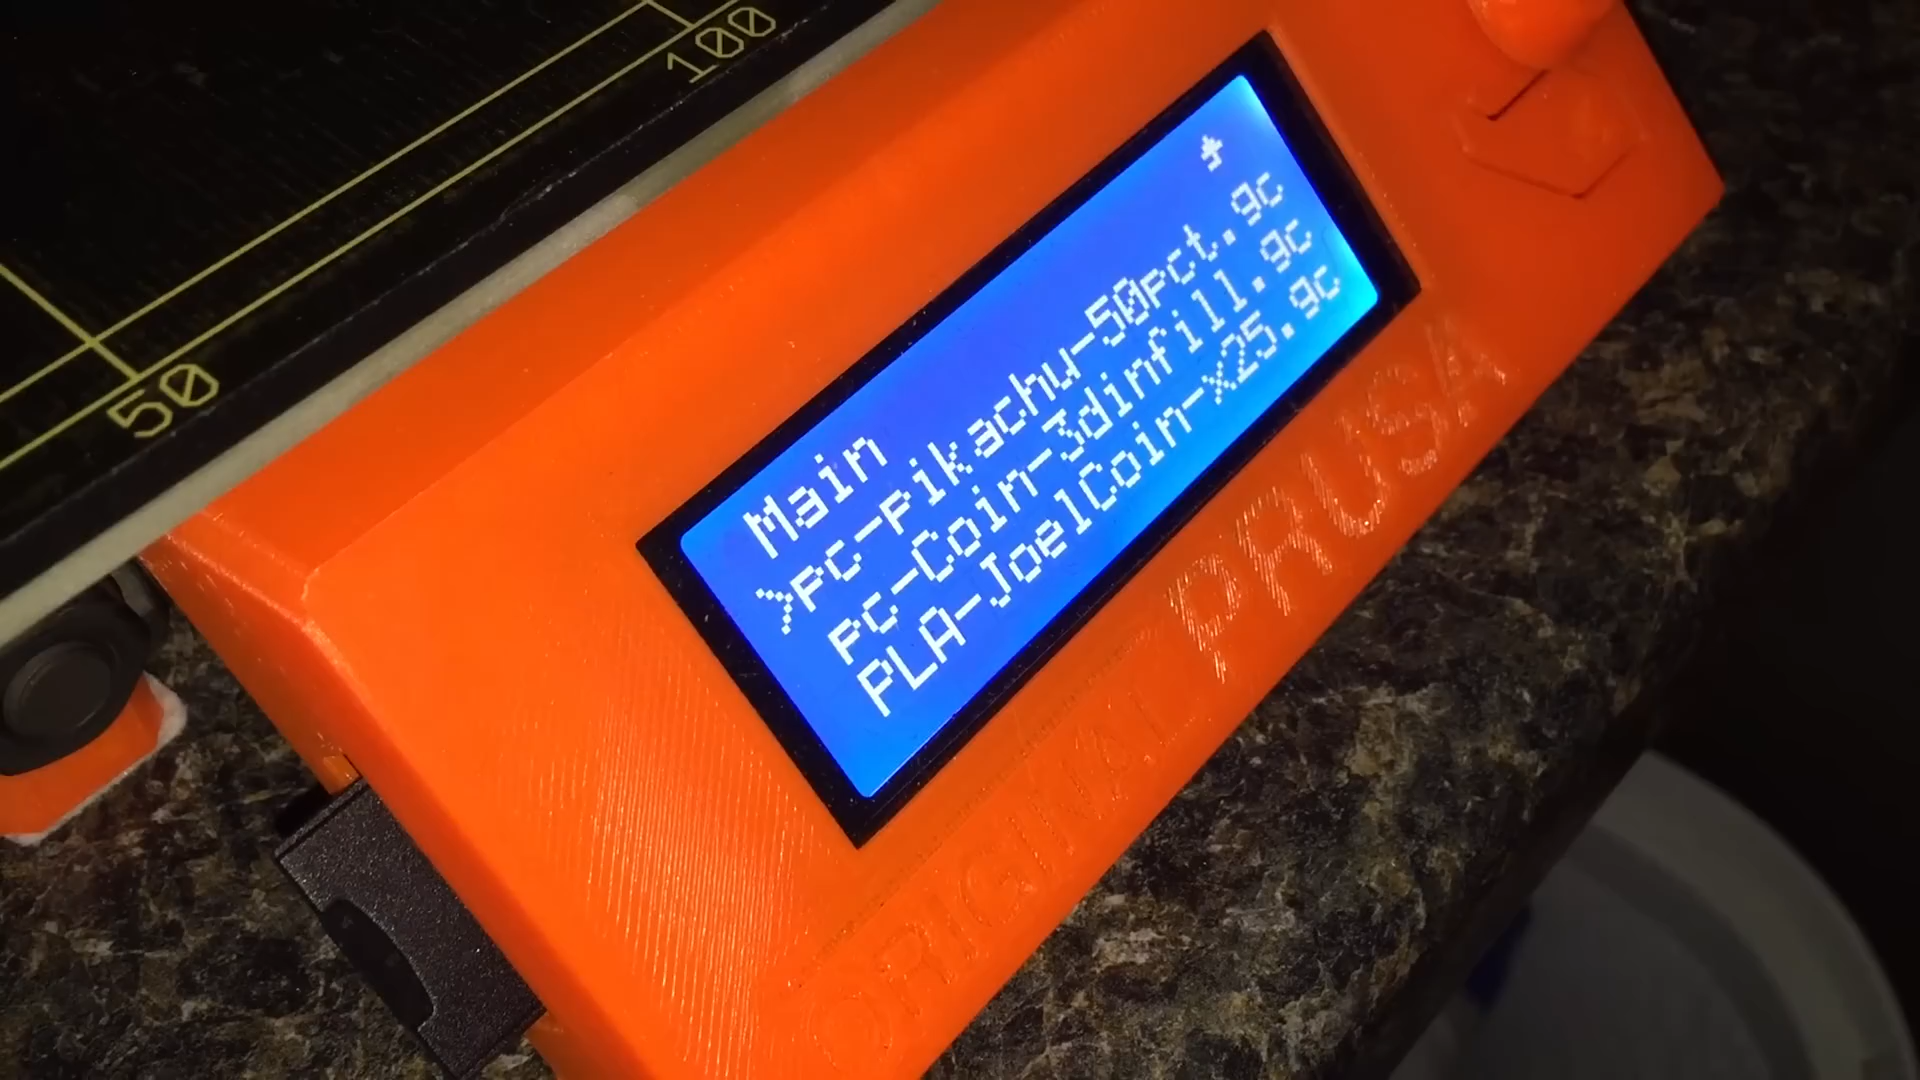 100
50
Main
>pc-pikachu-50pct.gc
pc-Coin-3dinfill.gc
PLA-JoelCoin-x25.gc
ORIGINAL PRUSA